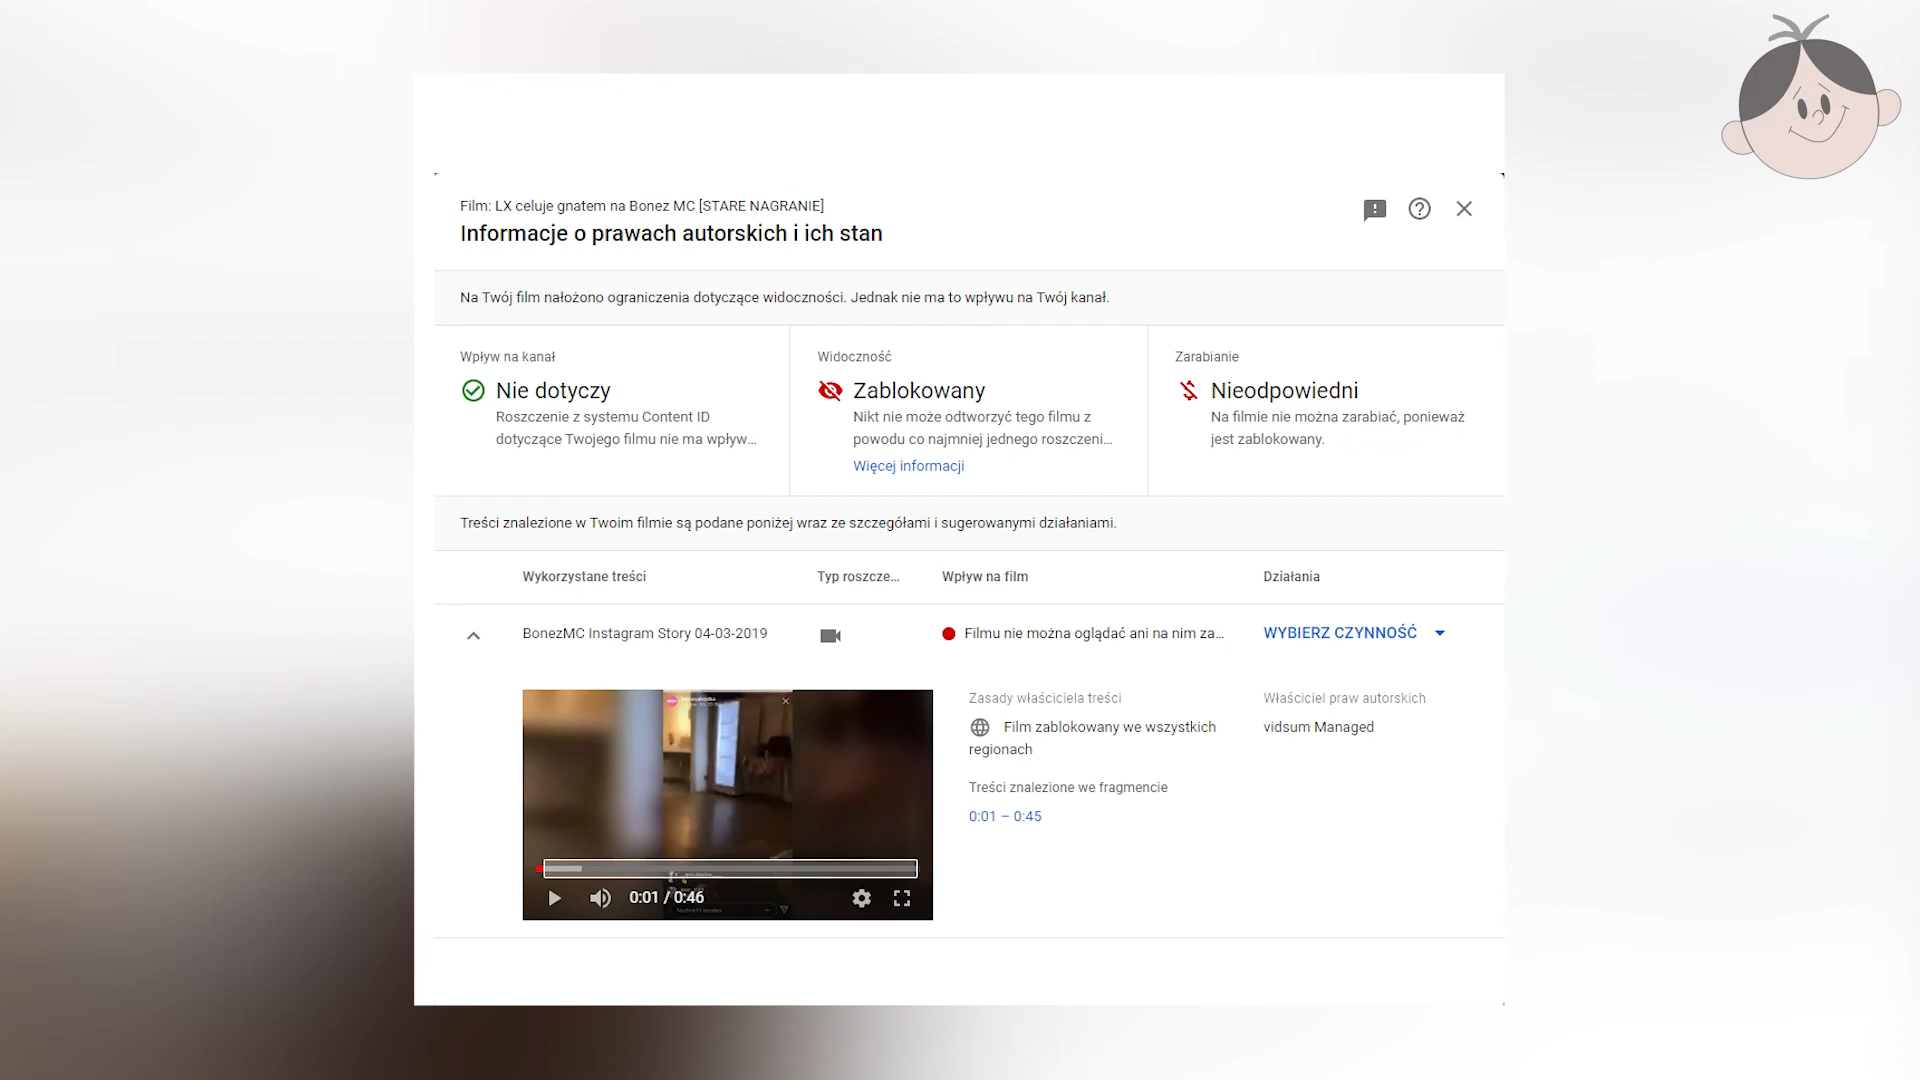 Film: LX celuje gnatem na Bonez MC [STARE NAGRANIE]
Informacje o prawach autorskich i ich stan
Na Twój film nałożono ograniczenia dotyczące widoczności. Jednak nie ma to wpływu na Twój kanał.
Wpływ na kanał
Nie dotyczy
Roszczenie z systemu Content ID
dotyczące Twojego filmu nie ma wpływ...
Widoczność
Zablokowany
Nikt nie może odtworzyć tego filmu z
powodu co najmniej jednego roszczeni...
Więcej informacji
Zarabianie
Nieodpowiedni
Na filmie nie można zarabiać, ponieważ
jest zablokowany.
Treści znalezione w Twoim filmie są podane poniżej wraz ze szczegółami i sugerowanymi działaniami.
Wykorzystane treści
Typ roszcze...
Wpływ na film
Działania
BonezMC Instagram Story 04-03-2019
Filmu nie można oglądać ani na nim za...
WYBIERZ CZYNNOŚĆ
0:01 / 0:46
Zasady właściciela treści
Film zablokowany we wszystkich
regionach
Treści znalezione we fragmencie
0:01 – 0:45
Właściciel praw autorskich
vidsum Managed